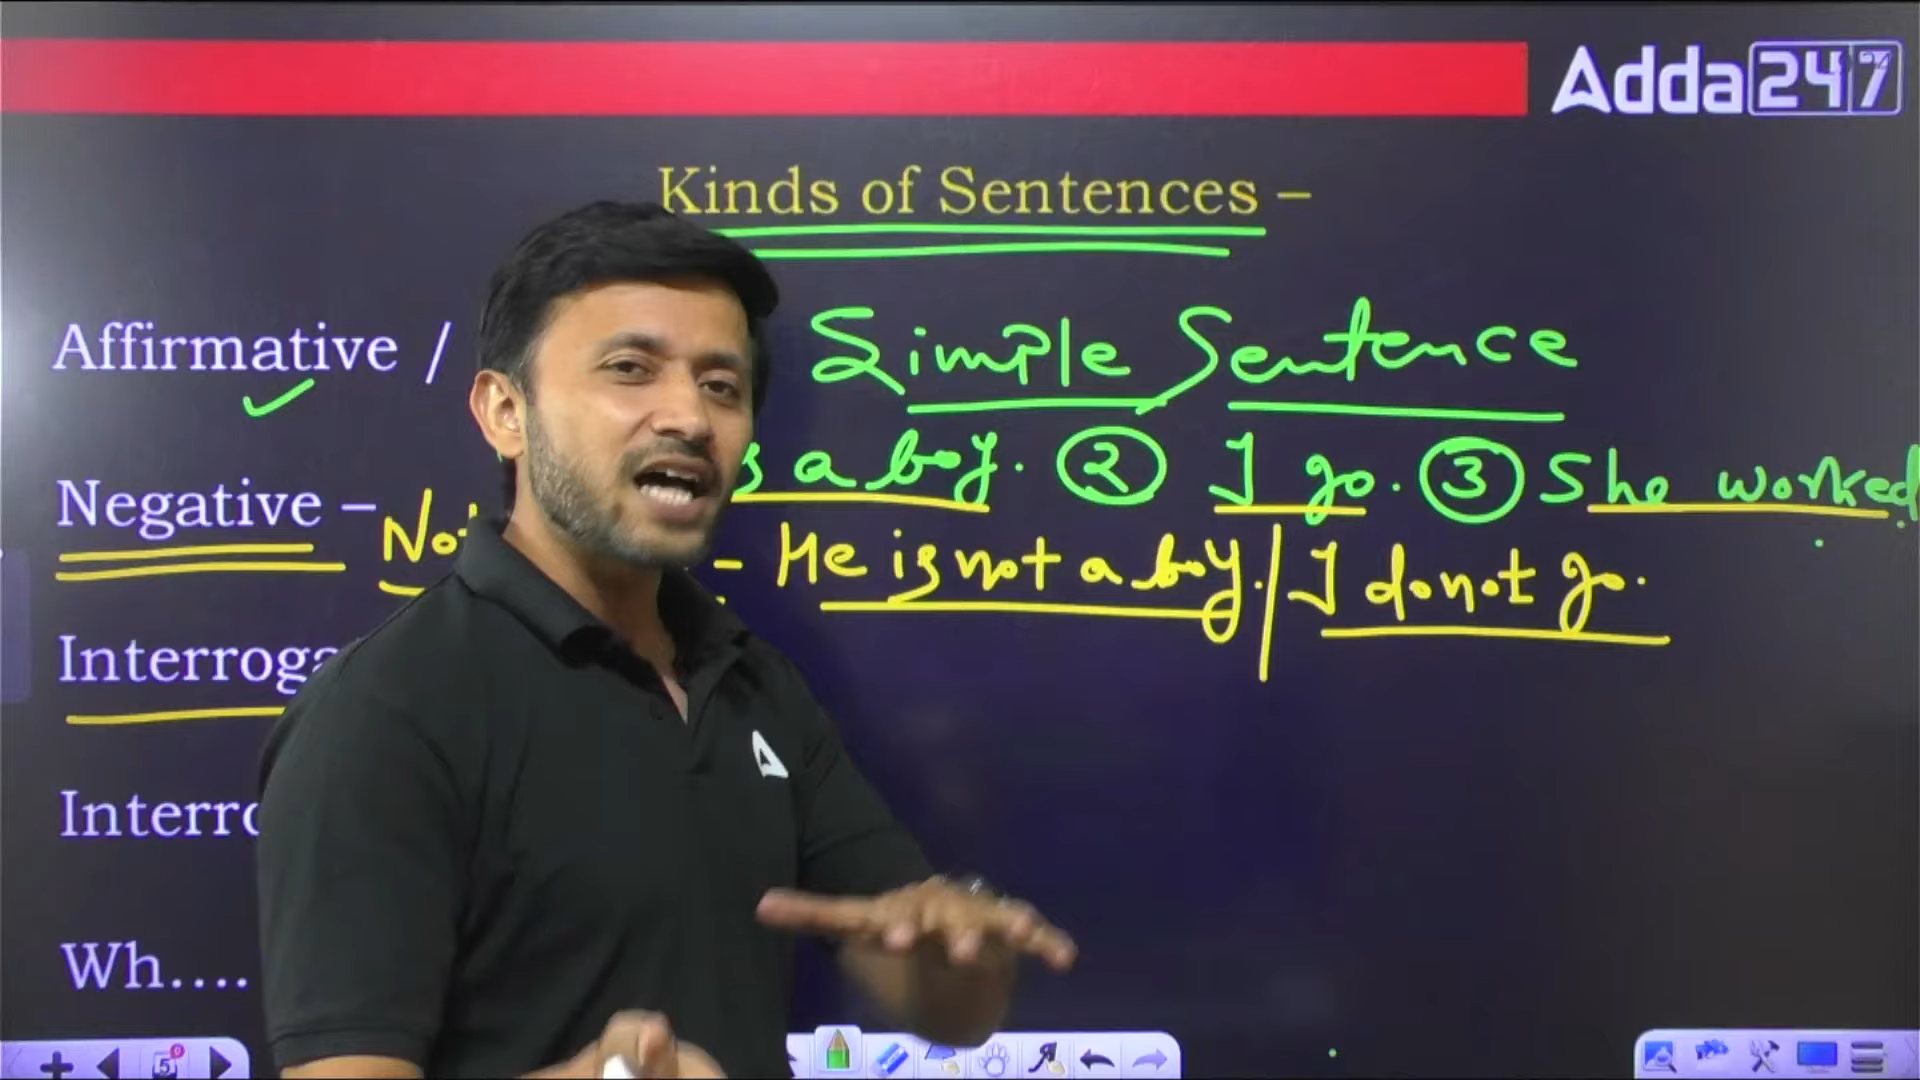 Adda247
Kinds of Sentences –
Affirmative / Simple Sentence
a boy. ② I go. ③ She worked.
Negative – Not - He is not a boy. / I do not go.
Interroga
Interro
Wh....